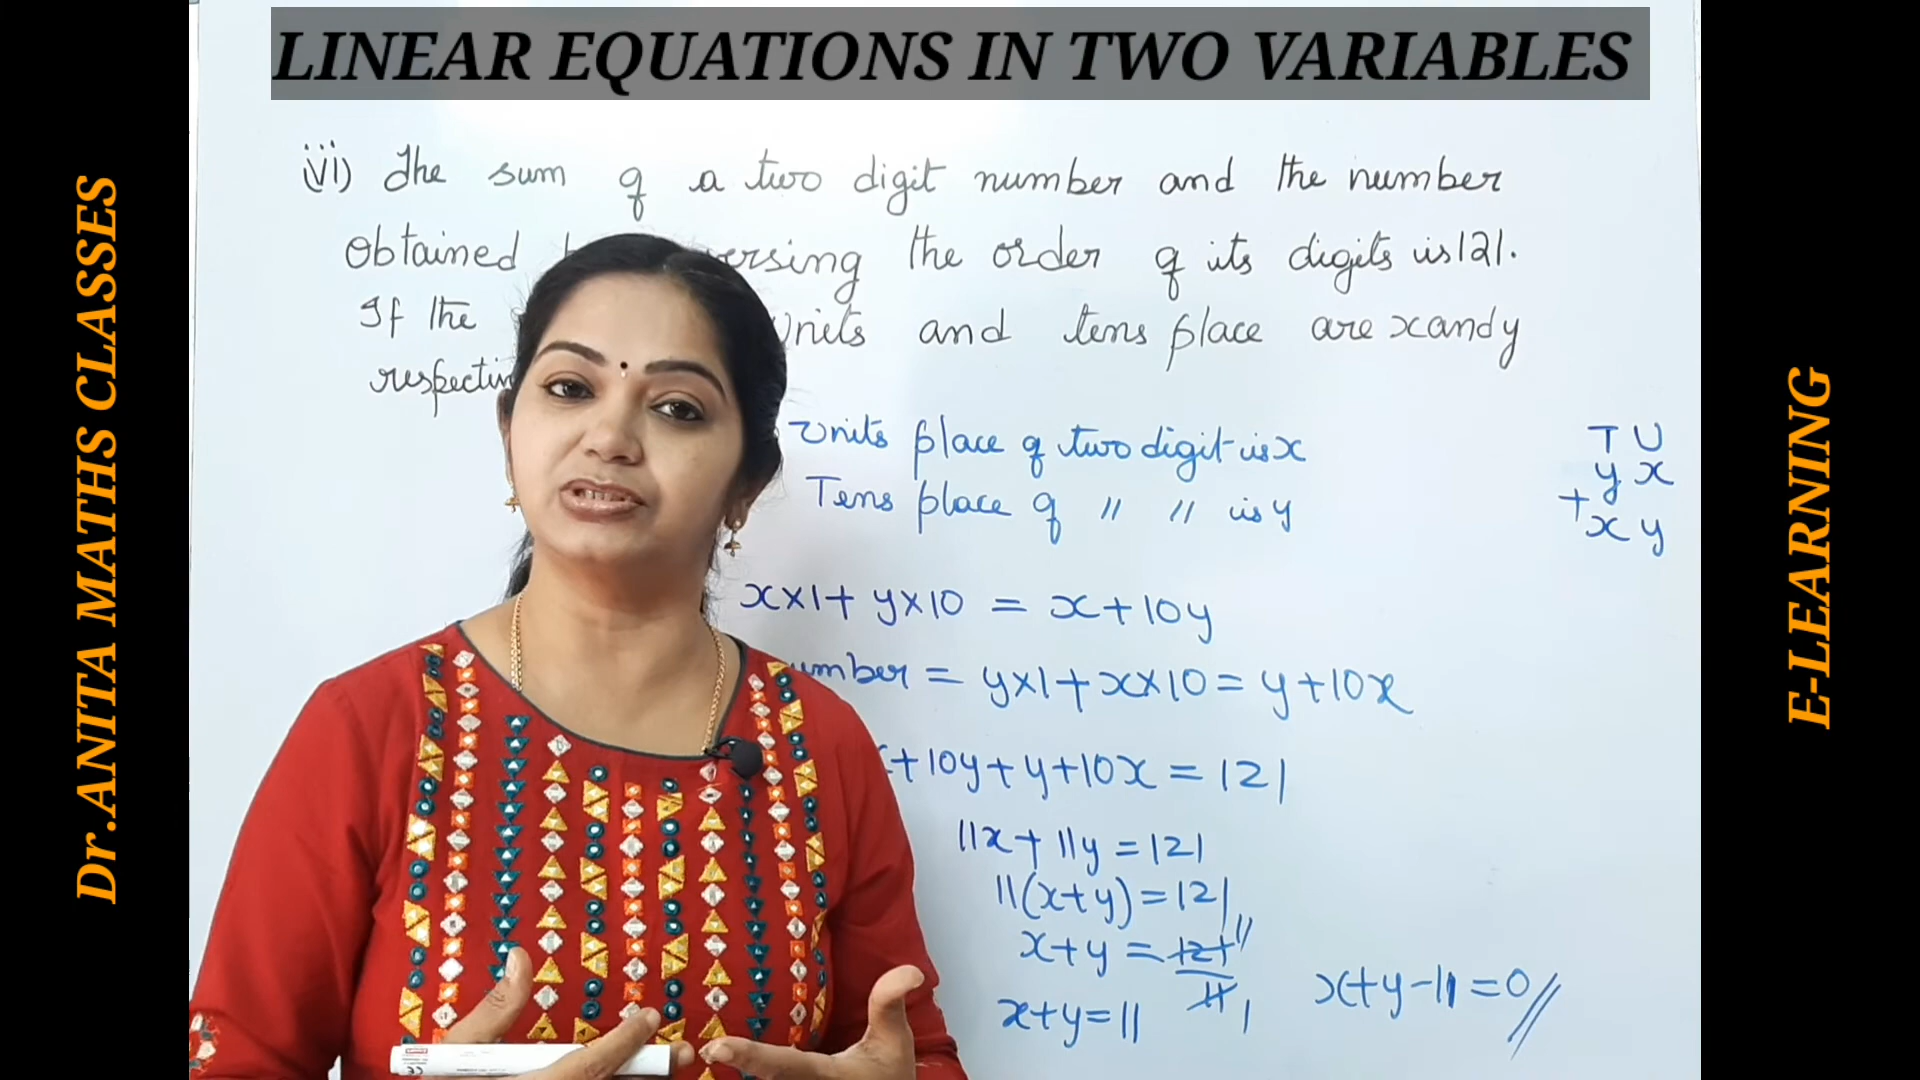 LINEAR EQUATIONS IN TWO VARIABLES
Dr.ANITA MATHS CLASSES
E-LEARNING
vi) The sum of a two digit number and the number
obtained the order of its digits is 121.
If the and tens place are x and y
Units place of two digit is x
Tens place of " " is y
T U
y x
+ x y
x×1+ y×10 = x+10y
= y×1+x×10 = y+10x
+10y+y+10x = 121
11x+11y=121
11(x+y)=121
x+y = 121/11 11 1
x+y=11
x+y-11=0//